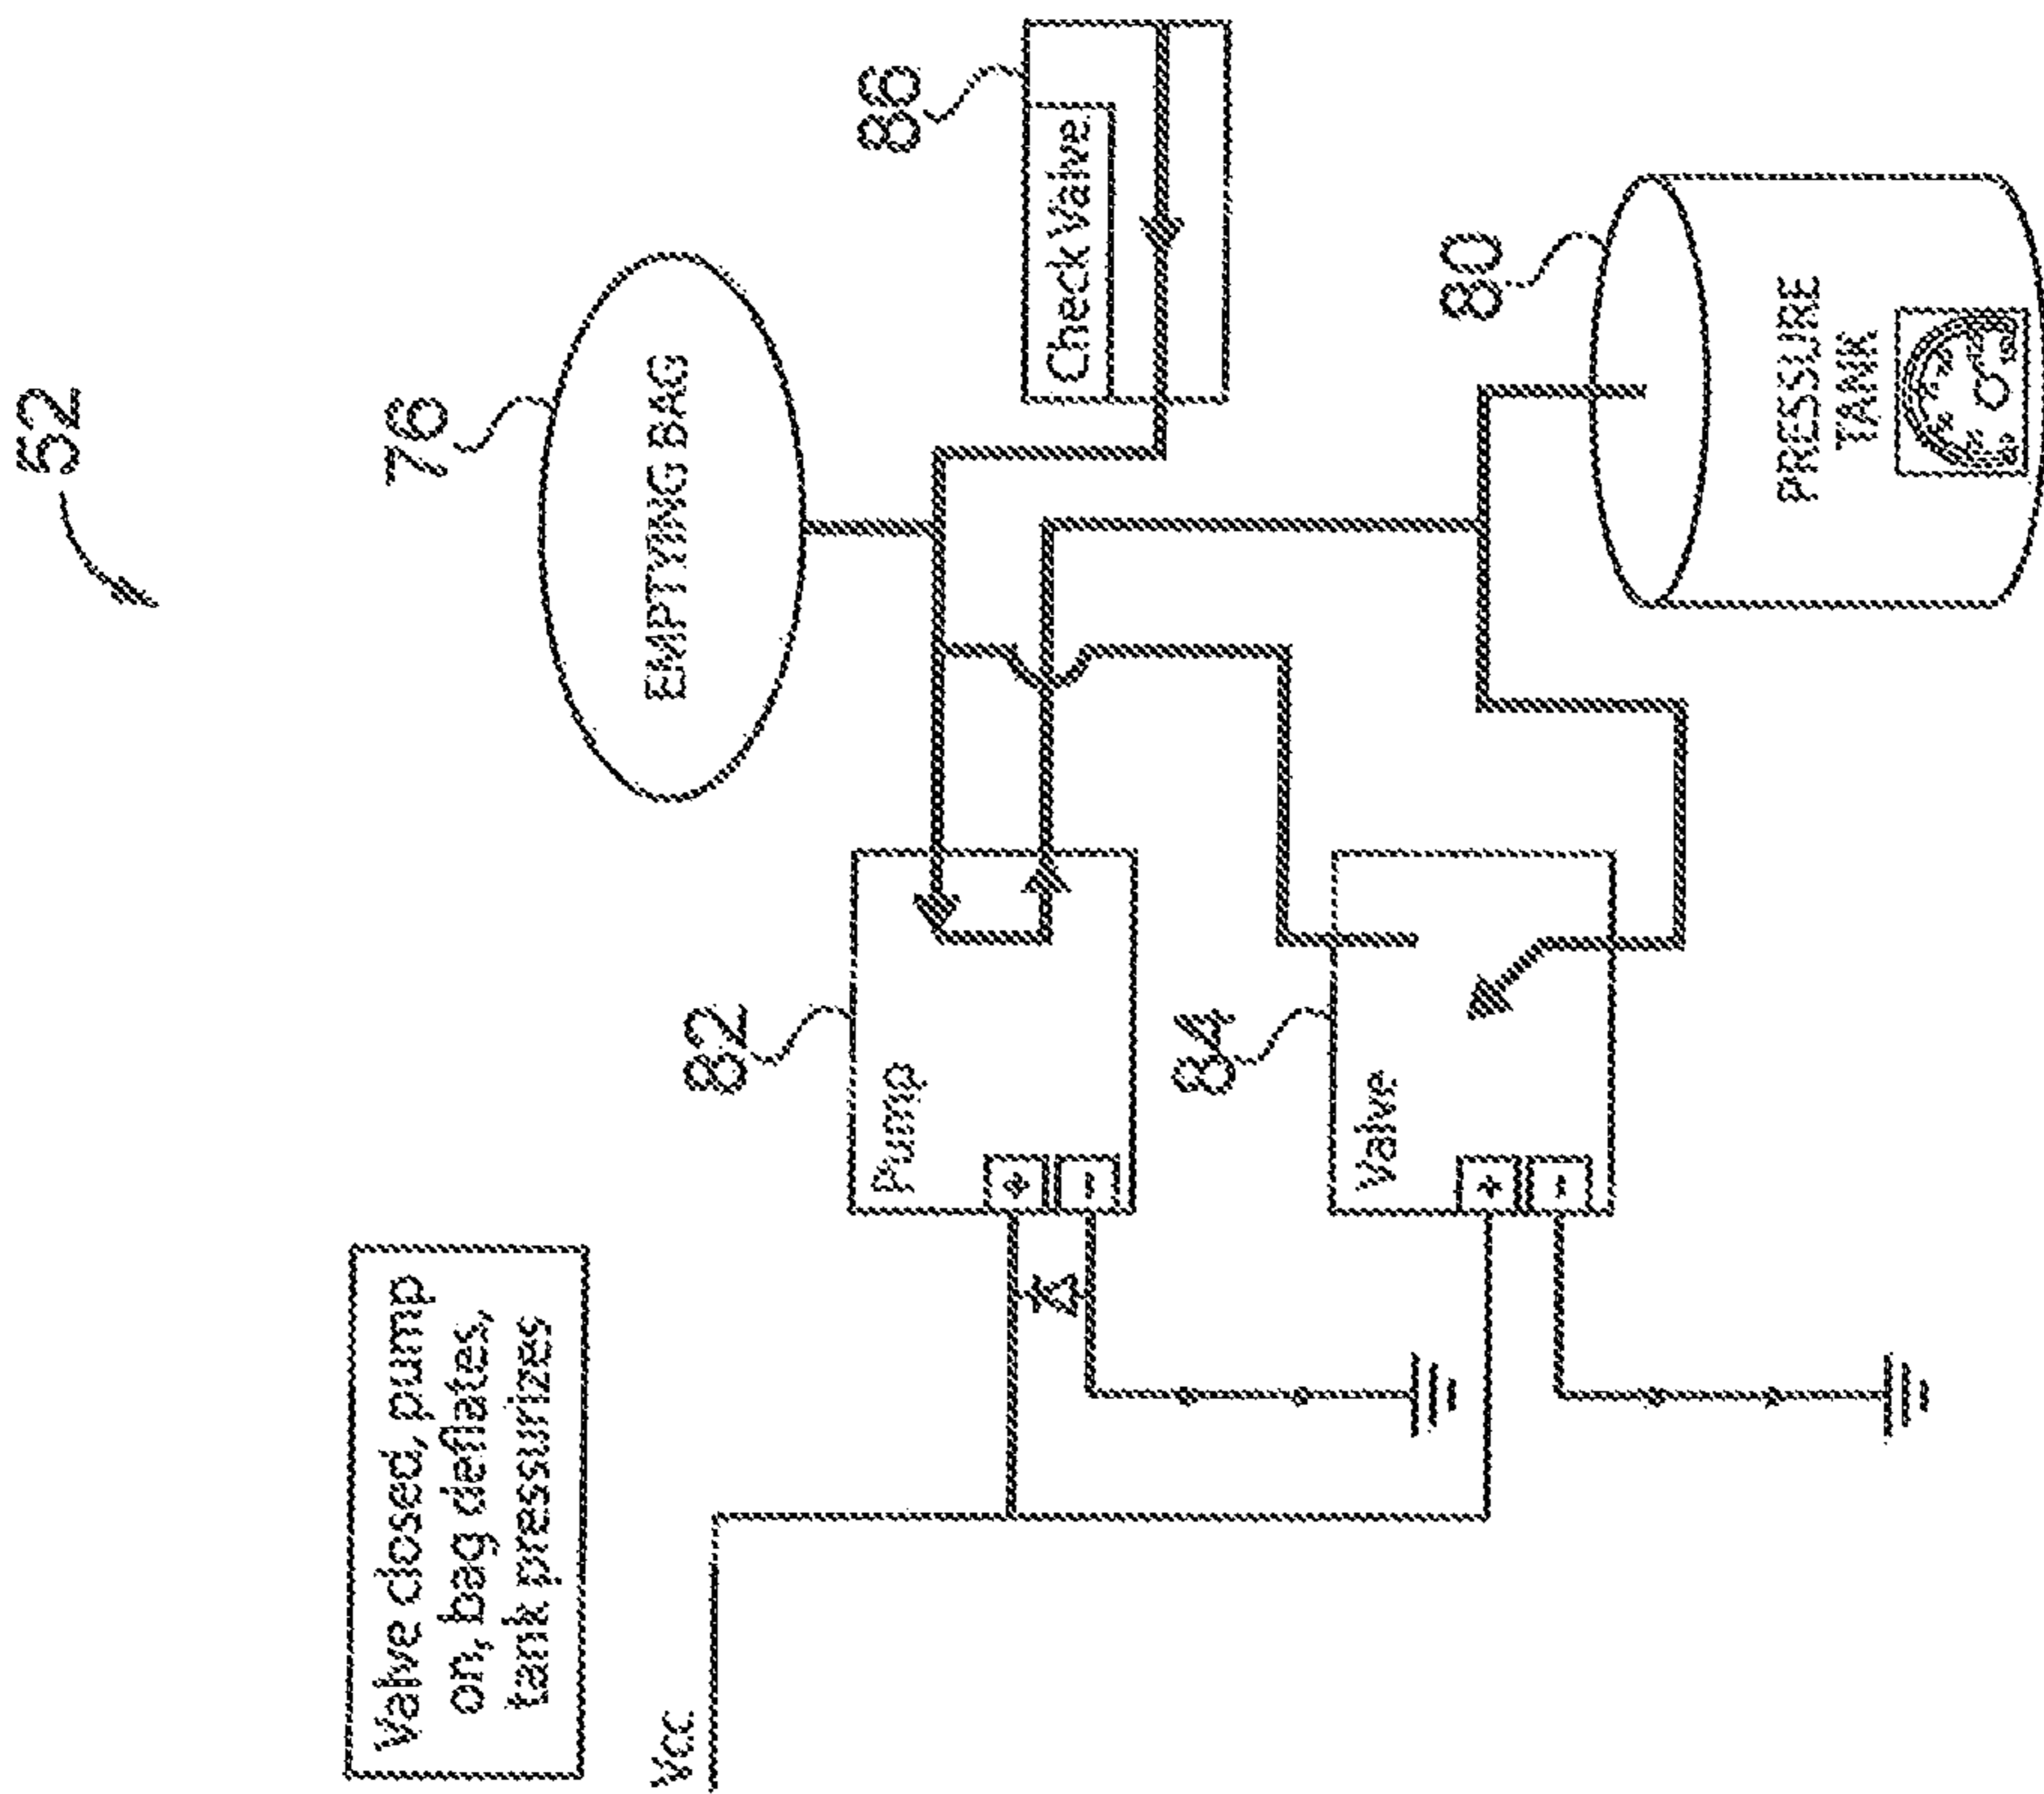 52
Valve closed, pump
on, bag deflates,
tank pressurizes
76
EMPTYING BAG
Vcc
82
Pump
+
-
86
Check Valve
84
Valve
+
-
80
PRESSURE
TANK